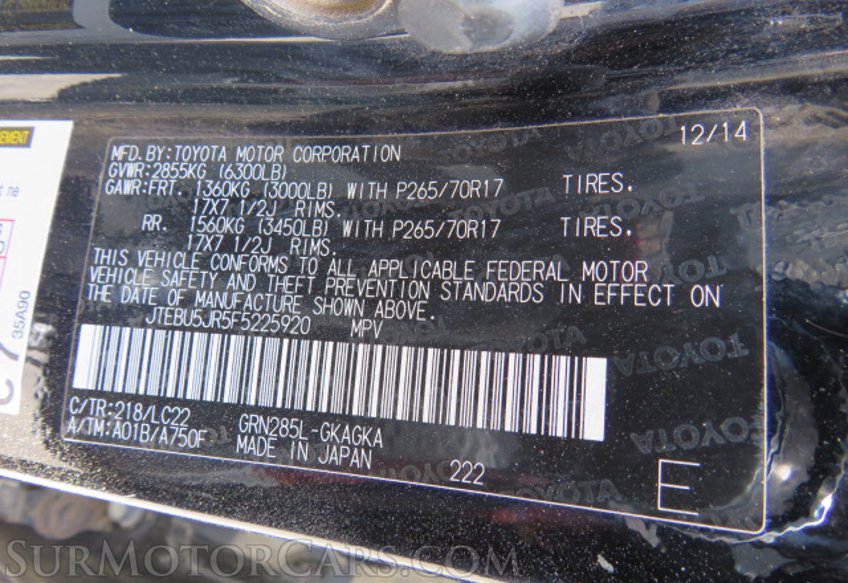 12/14
MFD. BY: TOYOTA MOTOR CORPORATION
GVWR: 2855KG (6300LB)
GAWR: FRT. 1360KG (3000LB) WITH P265/70R17 TIRES,
17X7 1/2J RIMS.
RR. 1560KG (3450LB) WITH P265/70R17 TIRES,
17X7 1/2J RIMS.
THIS VEHICLE CONFORMS TO ALL APPLICABLE FEDERAL MOTOR
VEHICLE SAFETY AND THEFT PREVENTION STANDARDS IN EFFECT ON
THE DATE OF MANUFACTURE SHOWN ABOVE.
JTEBU5JR5F5225920 MPV
C/TR: 218/LC22 GRN285L-GKAGKA
A/TM: A01B/A750F MADE IN JAPAN
222
E
TOYOTA
35A90
SurMotorCars.com